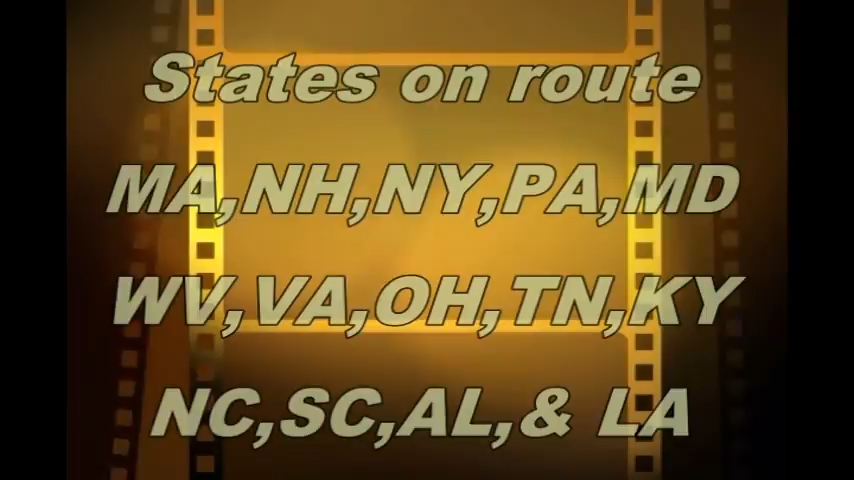 States on route
MA,NH,NY,PA,MD
WV,VA,OH,TN,KY
NC,SC,AL,& LA